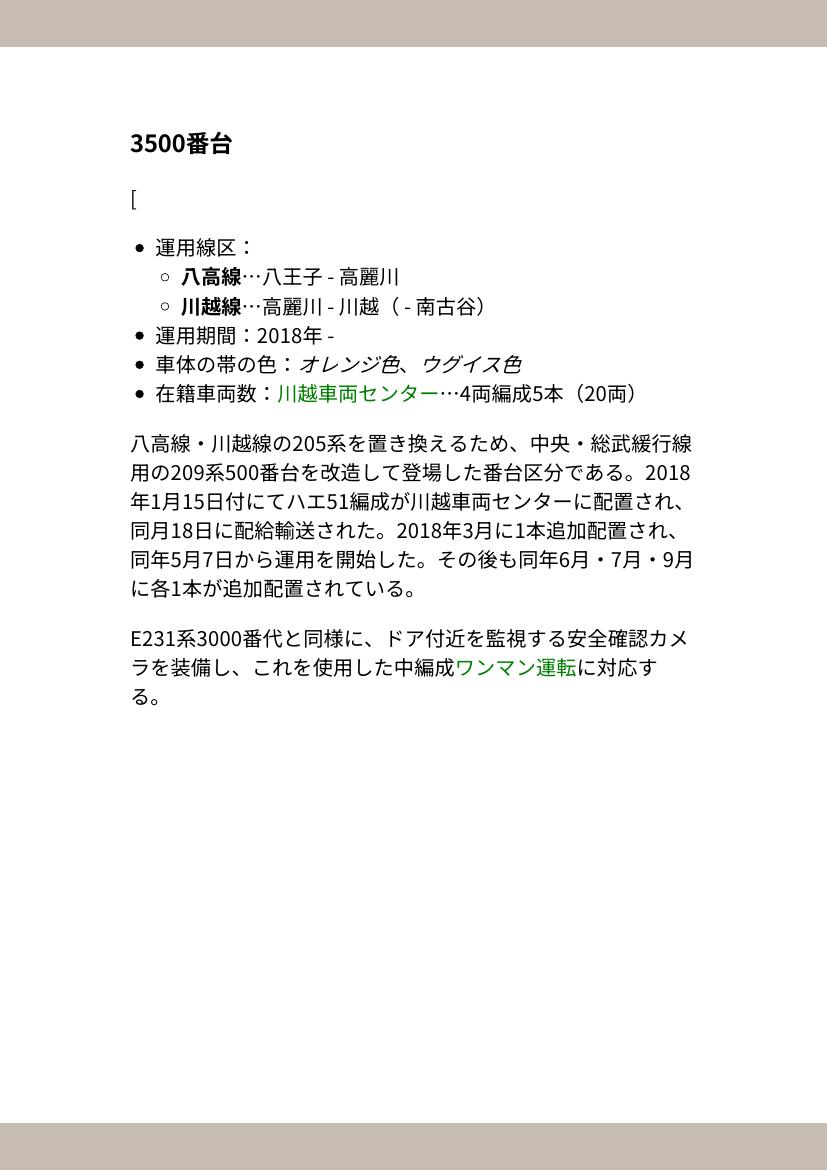 3500番台
[
運用線区：
八高線…八王子 - 高麗川
川越線…高麗川 - 川越（ - 南古谷）
運用期間：2018年 -
車体の帯の色：オレンジ色、ウグイス色
在籍車両数：川越車両センター…4両編成5本（20両）
八高線・川越線の205系を置き換えるため、中央・総武緩行線
用の209系500番台を改造して登場した番台区分である。2018
年1月15日付にてハエ51編成が川越車両センターに配置され、
同月18日に配給輸送された。2018年3月に1本追加配置され、
同年5月7日から運用を開始した。その後も同年6月・7月・9月
に各1本が追加配置されている。
E231系3000番代と同様に、ドア付近を監視する安全確認カメ
ラを装備し、これを使用した中編成ワンマン運転に対応す
る。